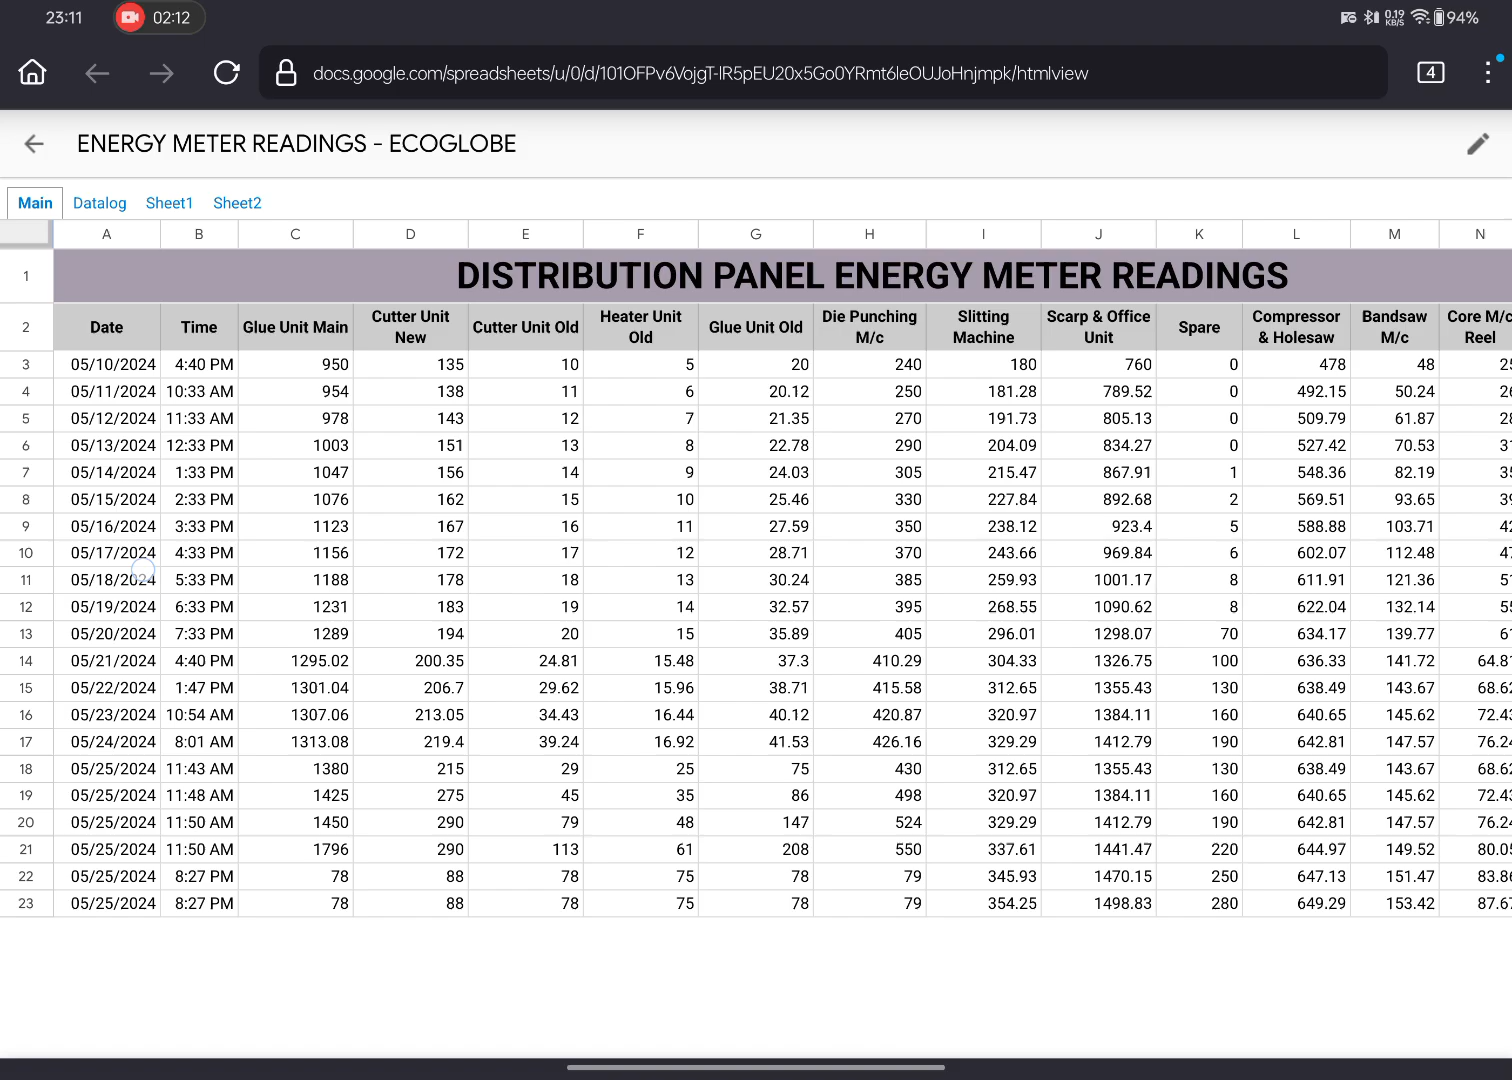 23:11 02:12 0.19 KB/S 94%
docs.google.com/spreadsheets/u/0/d/101OFPv6VojgT-lR5pEU20x5Go0YRmt6leOUJoHnjmpk/htmlview 4
ENERGY METER READINGS - ECOGLOBE
Main Datalog Sheet1 Sheet2
A B C D E F G H I J K L M N
1 DISTRIBUTION PANEL ENERGY METER READINGS
2 Date Time Glue Unit Main Cutter Unit New Cutter Unit Old Heater Unit Old Glue Unit Old Die Punching M/c Slitting Machine Scarp & Office Unit Spare Compressor & Holesaw Bandsaw M/c Core M/c Reel
3 05/10/2024 4:40 PM 950 135 10 5 20 240 180 760 0 478 48
4 05/11/2024 10:33 AM 954 138 11 6 20.12 250 181.28 789.52 0 492.15 50.24
5 05/12/2024 11:33 AM 978 143 12 7 21.35 270 191.73 805.13 0 509.79 61.87
6 05/13/2024 12:33 PM 1003 151 13 8 22.78 290 204.09 834.27 0 527.42 70.53
7 05/14/2024 1:33 PM 1047 156 14 9 24.03 305 215.47 867.91 1 548.36 82.19
8 05/15/2024 2:33 PM 1076 162 15 10 25.46 330 227.84 892.68 2 569.51 93.65
9 05/16/2024 3:33 PM 1123 167 16 11 27.59 350 238.12 923.4 5 588.88 103.71
10 05/17/2024 4:33 PM 1156 172 17 12 28.71 370 243.66 969.84 6 602.07 112.48
11 05/18/2024 5:33 PM 1188 178 18 13 30.24 385 259.93 1001.17 8 611.91 121.36
12 05/19/2024 6:33 PM 1231 183 19 14 32.57 395 268.55 1090.62 8 622.04 132.14
13 05/20/2024 7:33 PM 1289 194 20 15 35.89 405 296.01 1298.07 70 634.17 139.77
14 05/21/2024 4:40 PM 1295.02 200.35 24.81 15.48 37.3 410.29 304.33 1326.75 100 636.33 141.72 64.8
15 05/22/2024 1:47 PM 1301.04 206.7 29.62 15.96 38.71 415.58 312.65 1355.43 130 638.49 143.67 68.6
16 05/23/2024 10:54 AM 1307.06 213.05 34.43 16.44 40.12 420.87 320.97 1384.11 160 640.65 145.62 72.4
17 05/24/2024 8:01 AM 1313.08 219.4 39.24 16.92 41.53 426.16 329.29 1412.79 190 642.81 147.57 76.2
18 05/25/2024 11:43 AM 1380 215 29 25 75 430 312.65 1355.43 130 638.49 143.67 68.6
19 05/25/2024 11:48 AM 1425 275 45 35 86 498 320.97 1384.11 160 640.65 145.62 72.4
20 05/25/2024 11:50 AM 1450 290 79 48 147 524 329.29 1412.79 190 642.81 147.57 76.2
21 05/25/2024 11:50 AM 1796 290 113 61 208 550 337.61 1441.47 220 644.97 149.52 80.0
22 05/25/2024 8:27 PM 78 88 78 75 78 79 345.93 1470.15 250 647.13 151.47 83.8
23 05/25/2024 8:27 PM 78 88 78 75 78 79 354.25 1498.83 280 649.29 153.42 87.6